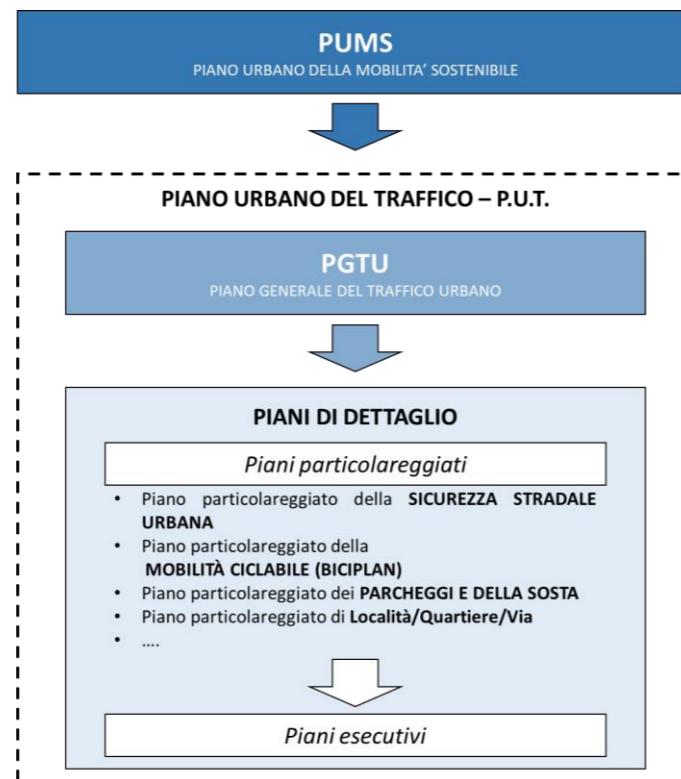 PUMS
PIANO URBANO DELLA MOBILITA’ SOSTENIBILE
PIANO URBANO DEL TRAFFICO – P.U.T.
PGTU
PIANO GENERALE DEL TRAFFICO URBANO
PIANI DI DETTAGLIO
Piani particolareggiati
• Piano particolareggiato della SICUREZZA STRADALE
URBANA
• Piano particolareggiato della
MOBILITÀ CICLABILE (BICIPLAN)
• Piano particolareggiato dei PARCHEGGI E DELLA SOSTA
• Piano particolareggiato di Località/Quartiere/Via
• ....
Piani esecutivi